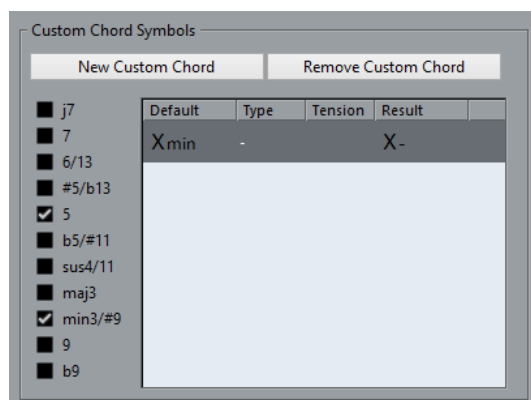 Custom Chord Symbols
New Custom Chord Remove Custom Chord
j7
7
6/13
#5/b13
5
b5/#11
sus4/11
maj3
min3/#9
9
b9
Default Type Tension Result
Xmin - X-